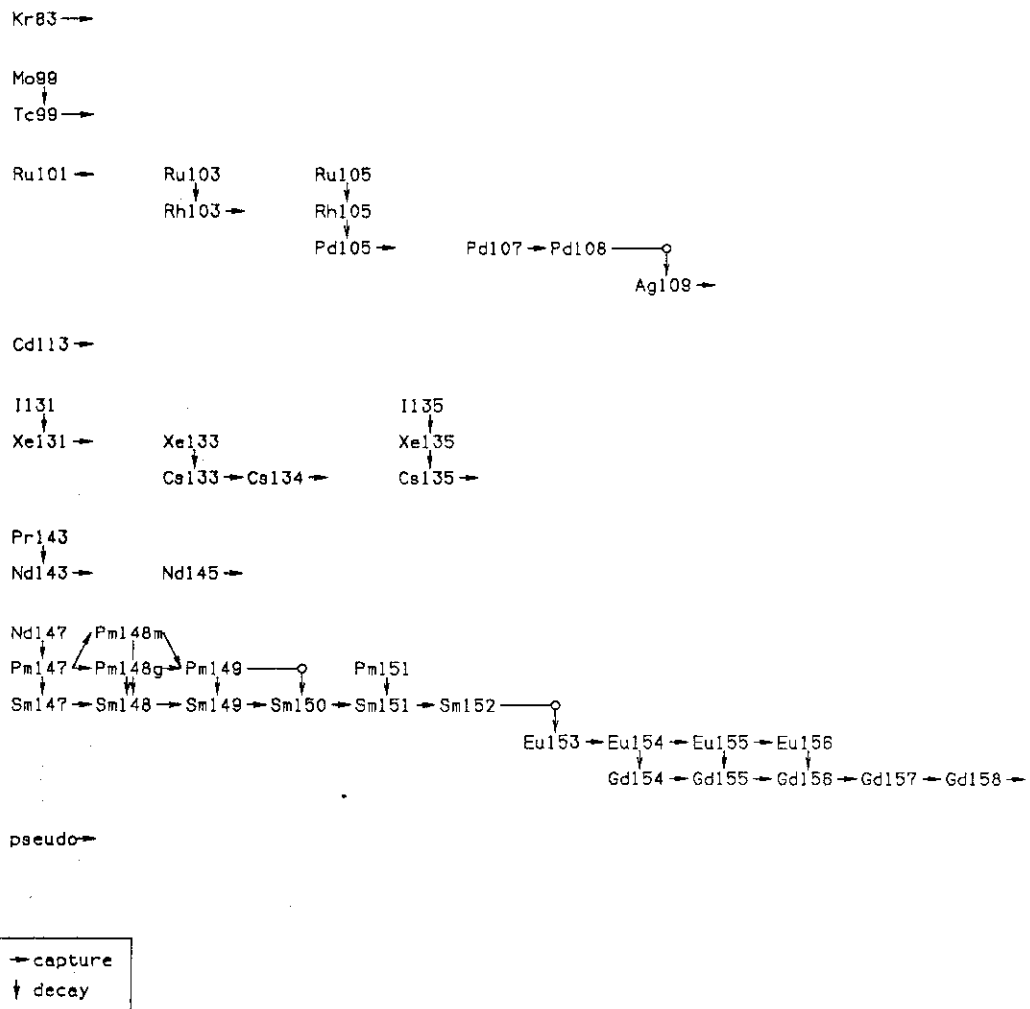 Kr83
Mo99
Tc99
Ru101 Ru103 Ru105
Rh103 Rh105
Pd105 Pd107 Pd108
Ag109
Cd113
I131 I135
Xe131 Xe133 Xe135
Cs133 Cs134 Cs135
Pr143
Nd143 Nd145
Nd147 Pm148m
Pm147 Pm148g Pm149 Pm151
Sm147 Sm148 Sm149 Sm150 Sm151 Sm152
Eu153 Eu154 Eu155 Eu156
Gd154 Gd155 Gd156 Gd157 Gd158
pseudo
capture
decay